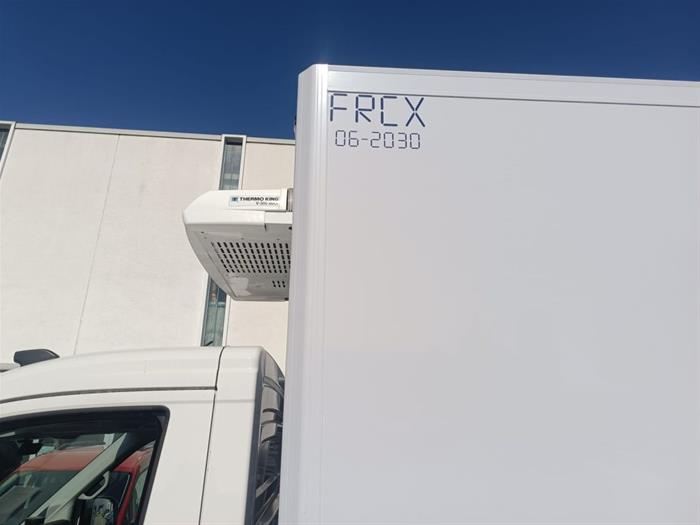 FRCX
06-2030
THERMO KING